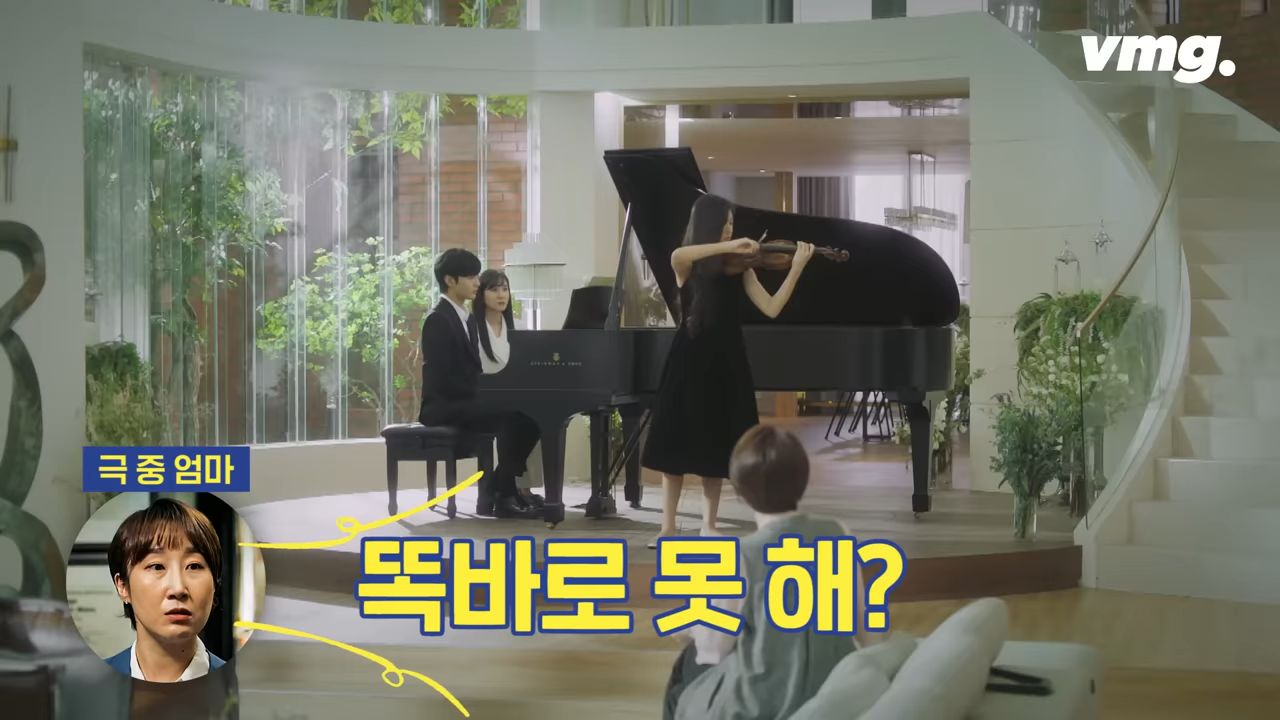 vmg.
극 중 엄마
똑바로 못 해?